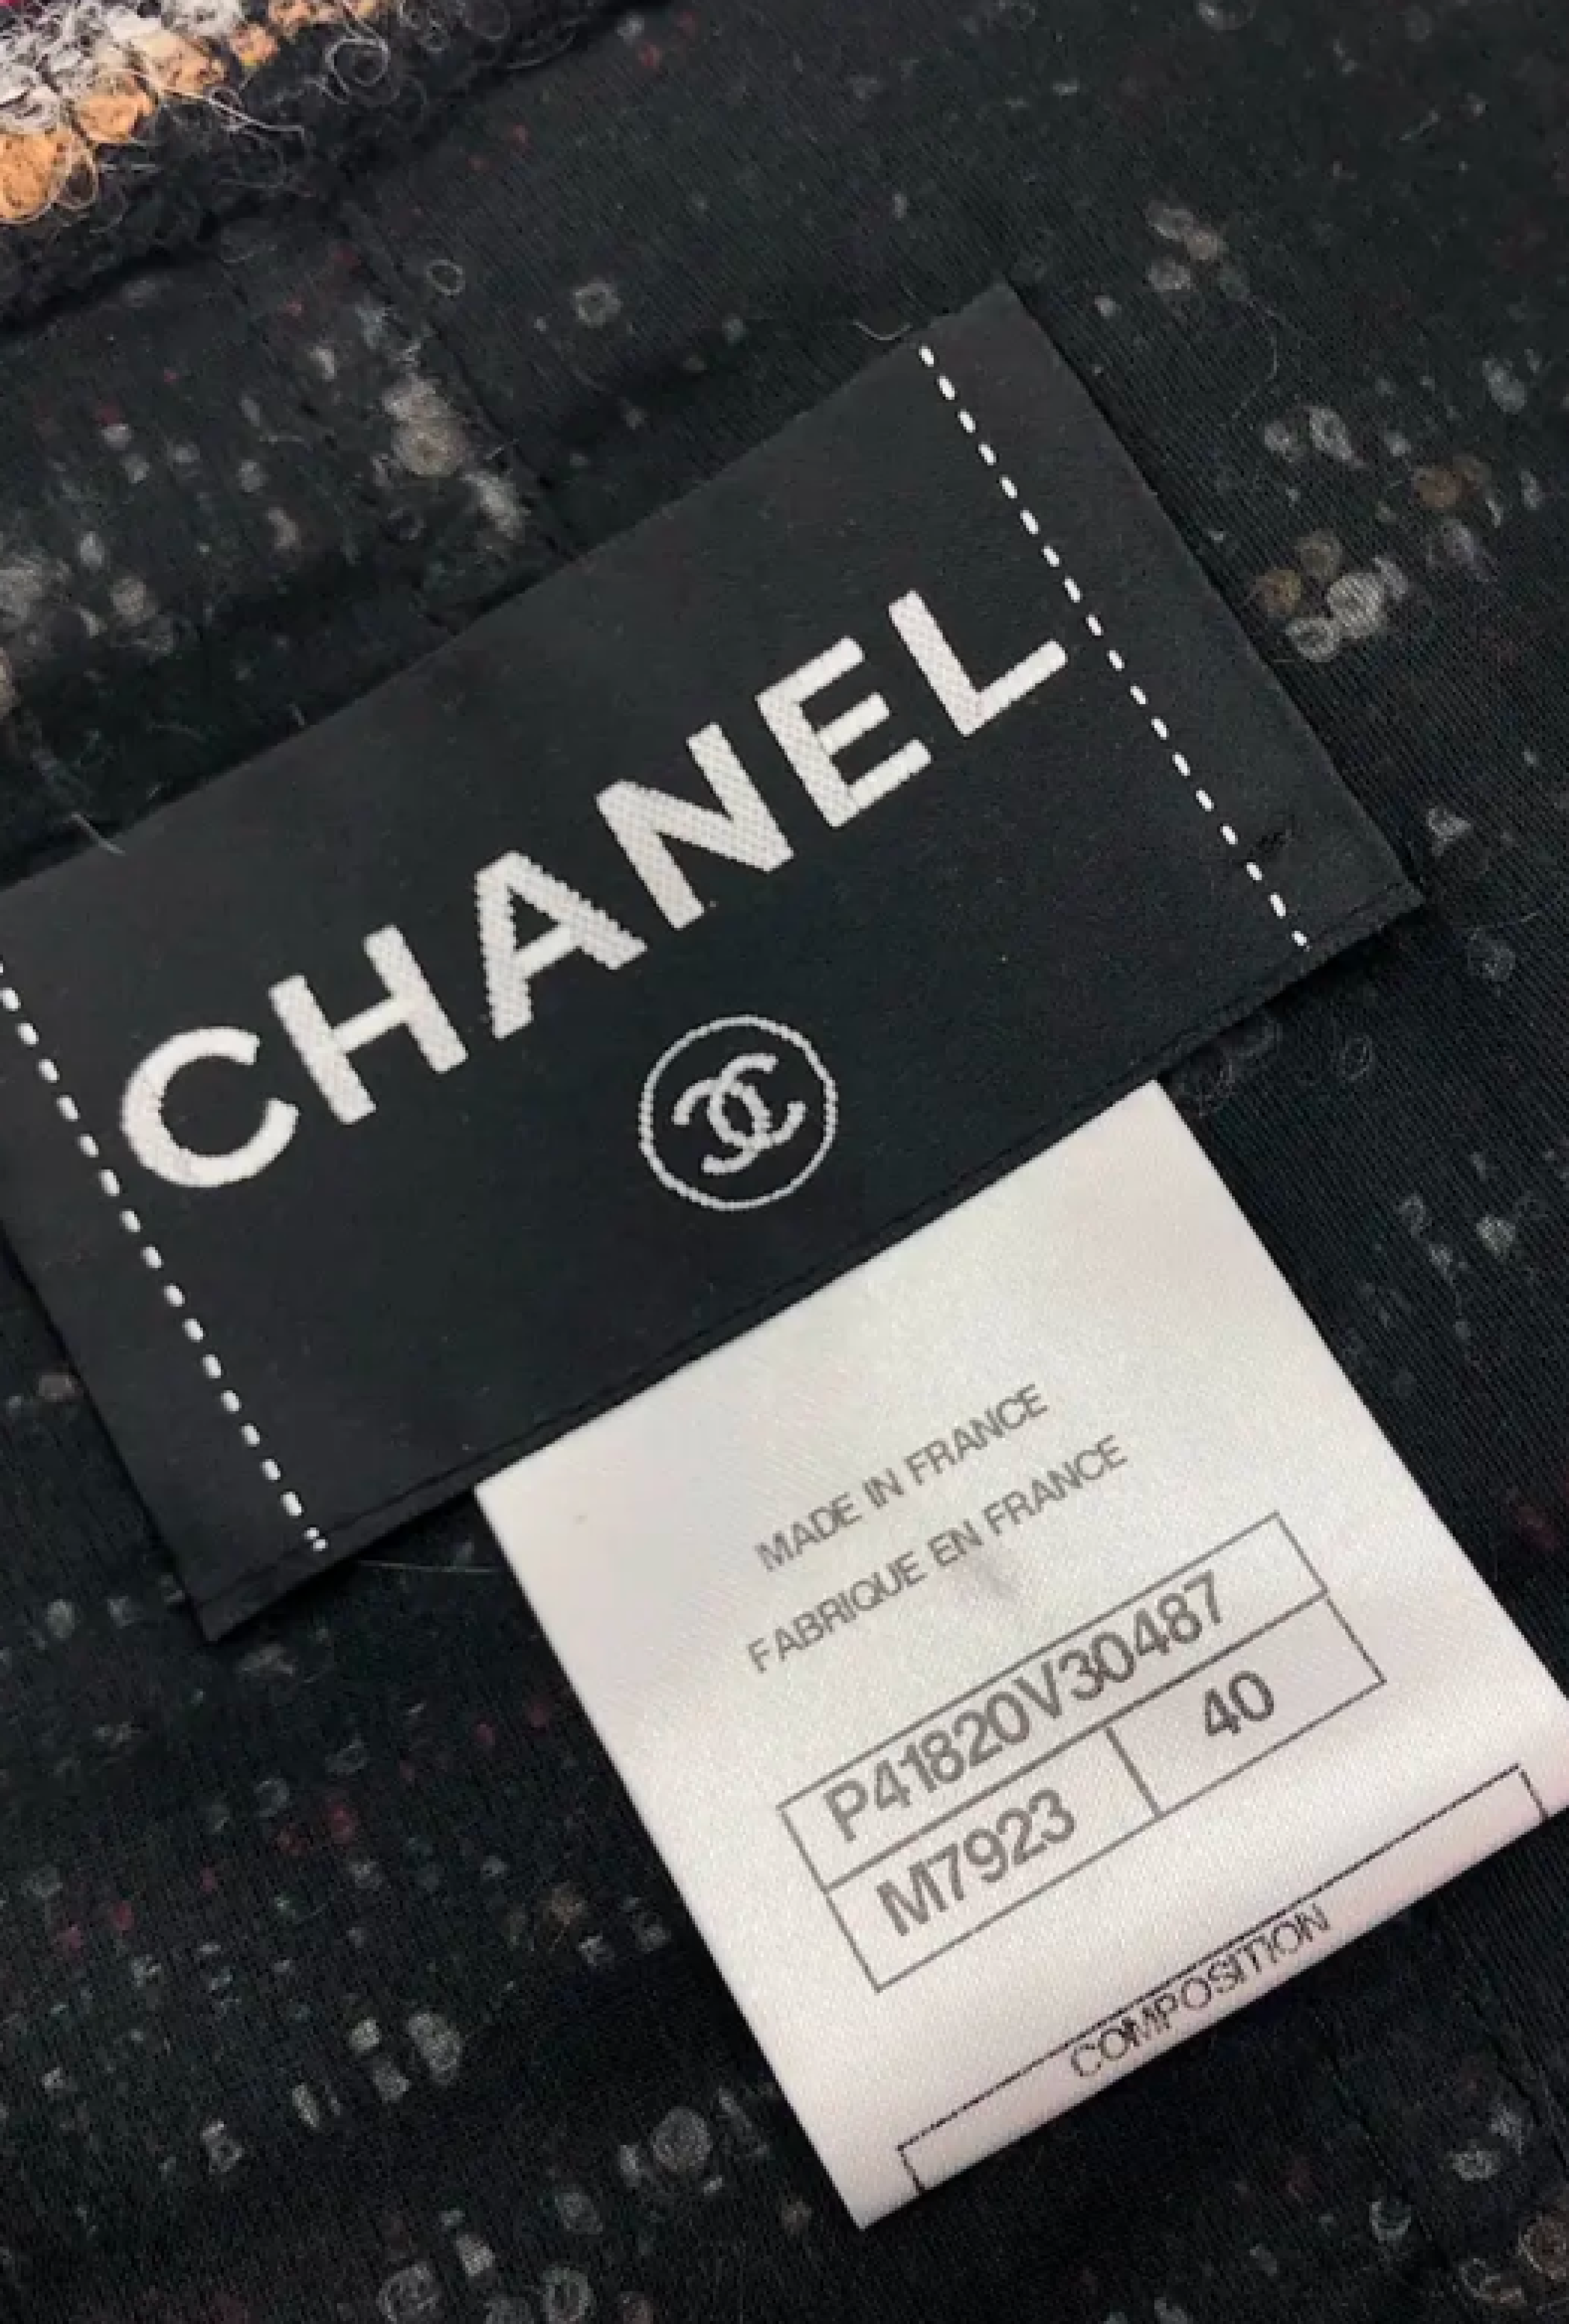 CHANEL
MADE IN FRANCE
FABRIQUE EN FRANCE
P41820V30487
M7923 40
COMPOSITION